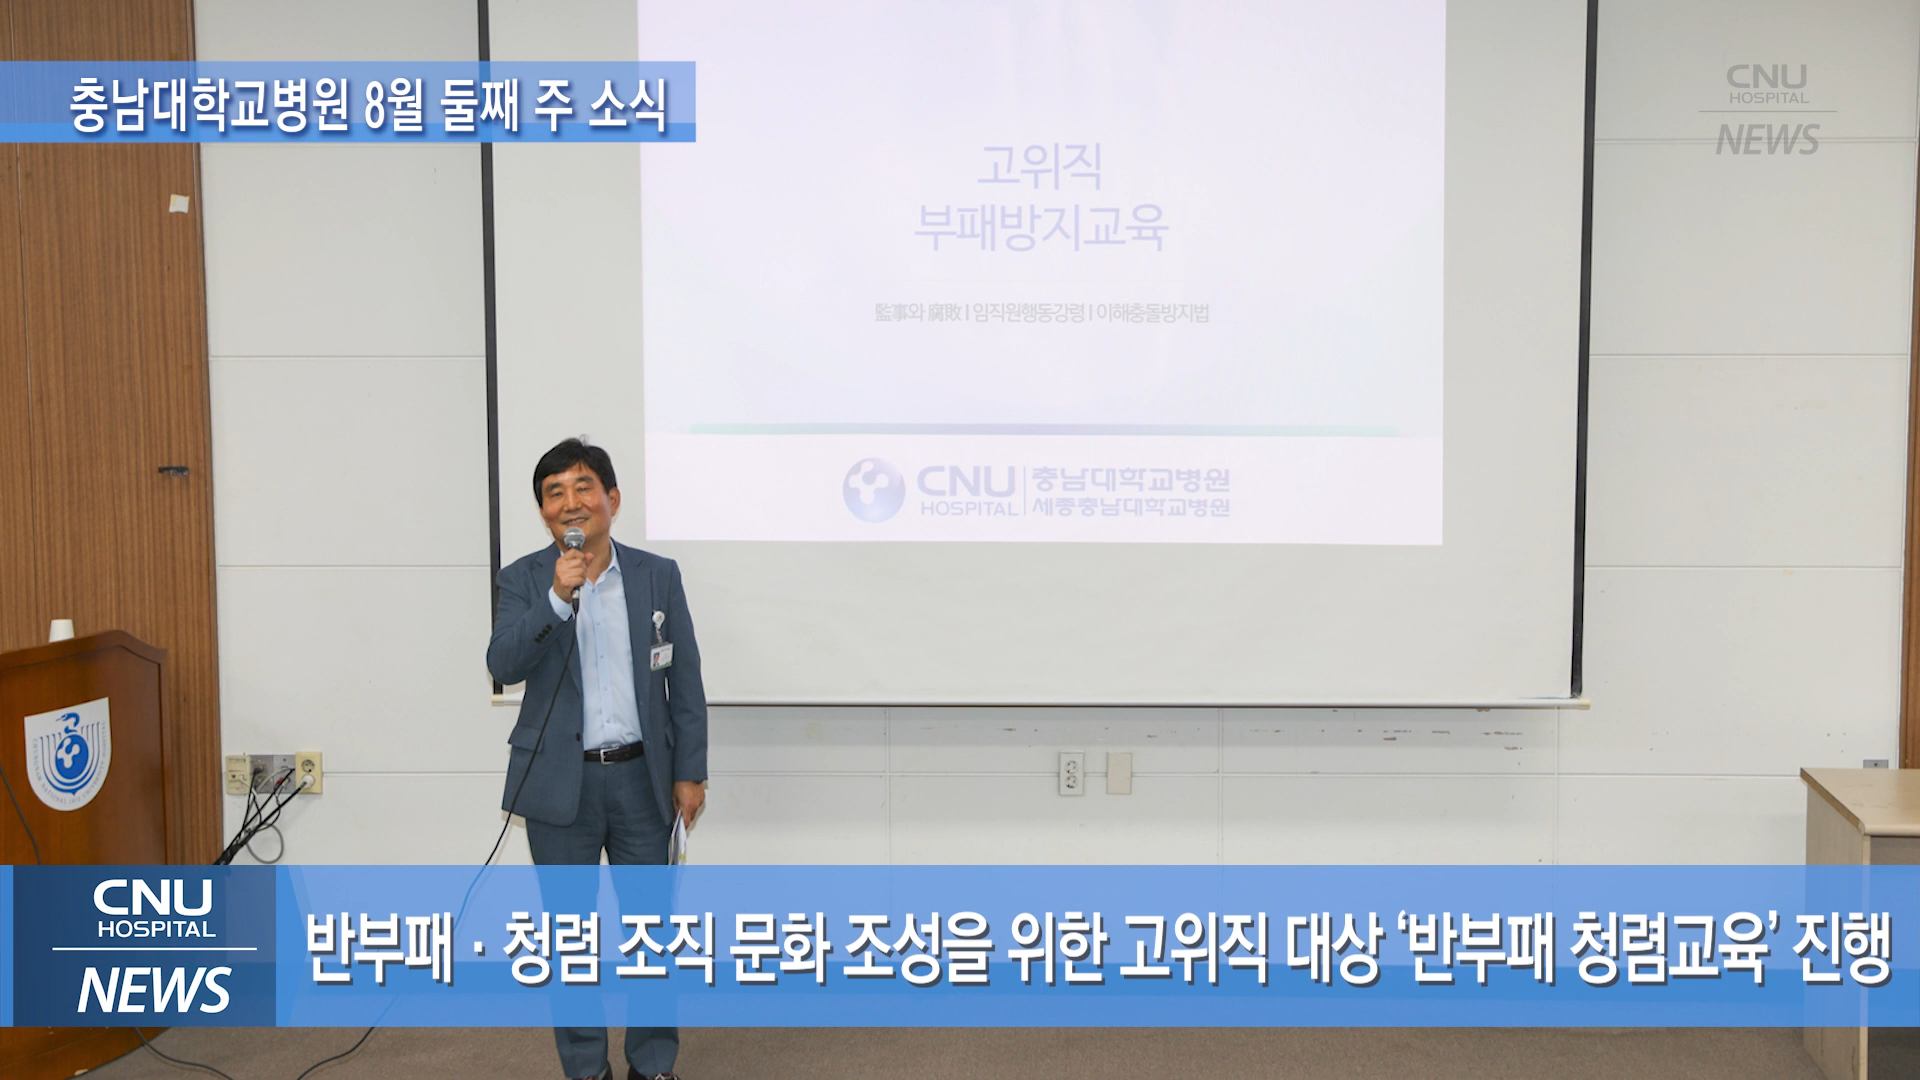 충남대학교병원 8월 둘째 주 소식
CNU
HOSPITAL
NEWS
고위직
부패방지교육
監事와 腐敗 I 임직원행동강령 I 이해충돌방지법
CNU
HOSPITAL
충남대학교병원
세종충남대학교병원
CNU
HOSPITAL
NEWS
반부패 · 청렴 조직 문화 조성을 위한 고위직 대상 ‘반부패 청렴교육’ 진행